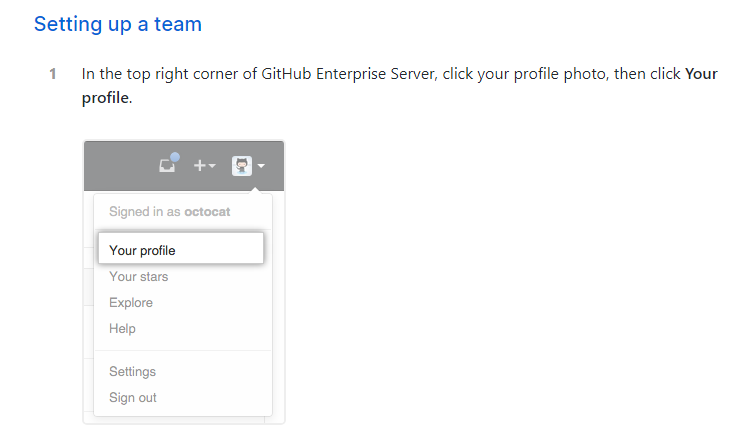 Setting up a team
1 In the top right corner of GitHub Enterprise Server, click your profile photo, then click Your
profile.
Signed in as octocat
Your profile
Your stars
Explore
Help
Settings
Sign out